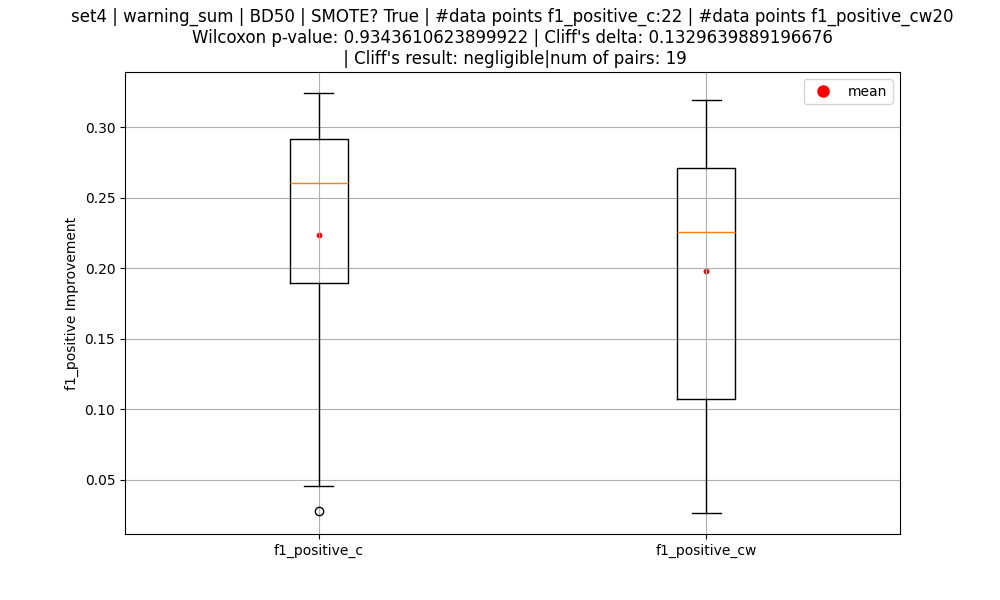 set4 | warning_sum | BD50 | SMOTE? True | #data points f1_positive_c:22 | #data points f1_positive_cw20
Wilcoxon p-value: 0.9343610623899922 | Cliff's delta: 0.1329639889196676
| Cliff's result: negligible|num of pairs: 19
mean
0.30
0.25
0.20
0.15
0.10
0.05
f1_positive Improvement
f1_positive_c
f1_positive_cw